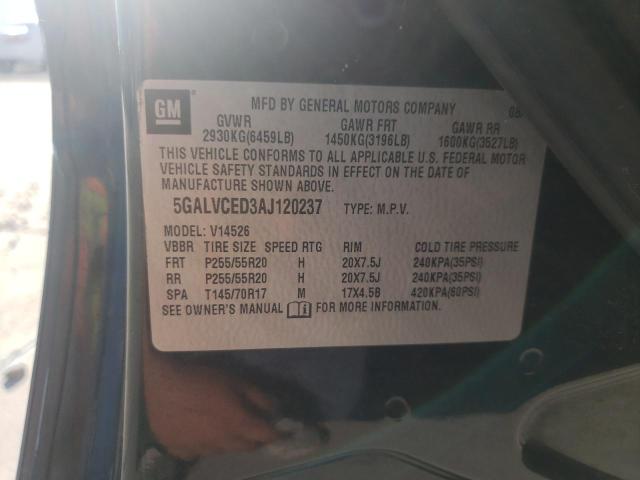 GM
MFD BY GENERAL MOTORS COMPANY
GVWR GAWR FRT GAWR RR
2930KG(6459LB) 1450KG(3196LB) 1600KG(3527LB)
THIS VEHICLE CONFORMS TO ALL APPLICABLE U.S. FEDERAL MOTOR
VEHICLE SAFETY STANDARDS IN EFFECT ON THE DATE OF
MANUFACTURE SHOWN ABOVE.
5GALVCED3AJ120237 TYPE: M.P.V.
MODEL: V14526
VBBR TIRE SIZE SPEED RTG RIM COLD TIRE PRESSURE
FRT P255/55R20 H 20X7.5J 240KPA(35PSI)
RR P255/55R20 H 20X7.5J 240KPA(35PSI)
SPA T145/70R17 M 17X4.5B 420KPA(60PSI)
SEE OWNER'S MANUAL FOR MORE INFORMATION.